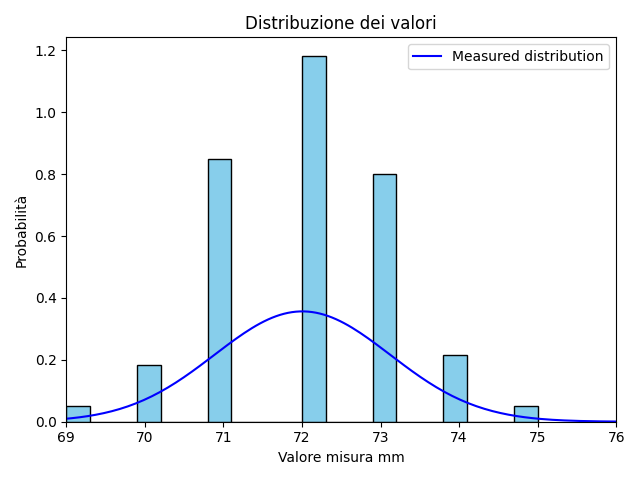 Distribuzione dei valori
Measured distribution
Probabilità
1.2
1.0
0.8
0.6
0.4
0.2
0.0
69 70 71 72 73 74 75 76
Valore misura mm